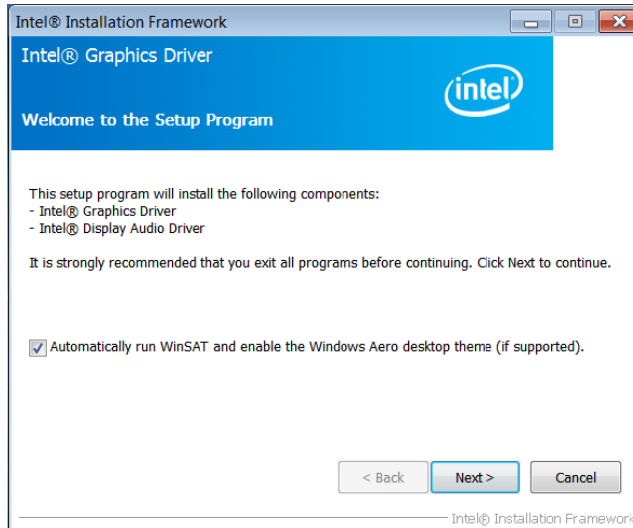 Intel® Installation Framework
Intel® Graphics Driver
intel
Welcome to the Setup Program
This setup program will install the following components:
- Intel® Graphics Driver
- Intel® Display Audio Driver
It is strongly recommended that you exit all programs before continuing. Click Next to continue.
Automatically run WinSAT and enable the Windows Aero desktop theme (if supported).
< Back
Next >
Cancel
Intel® Installation Framework